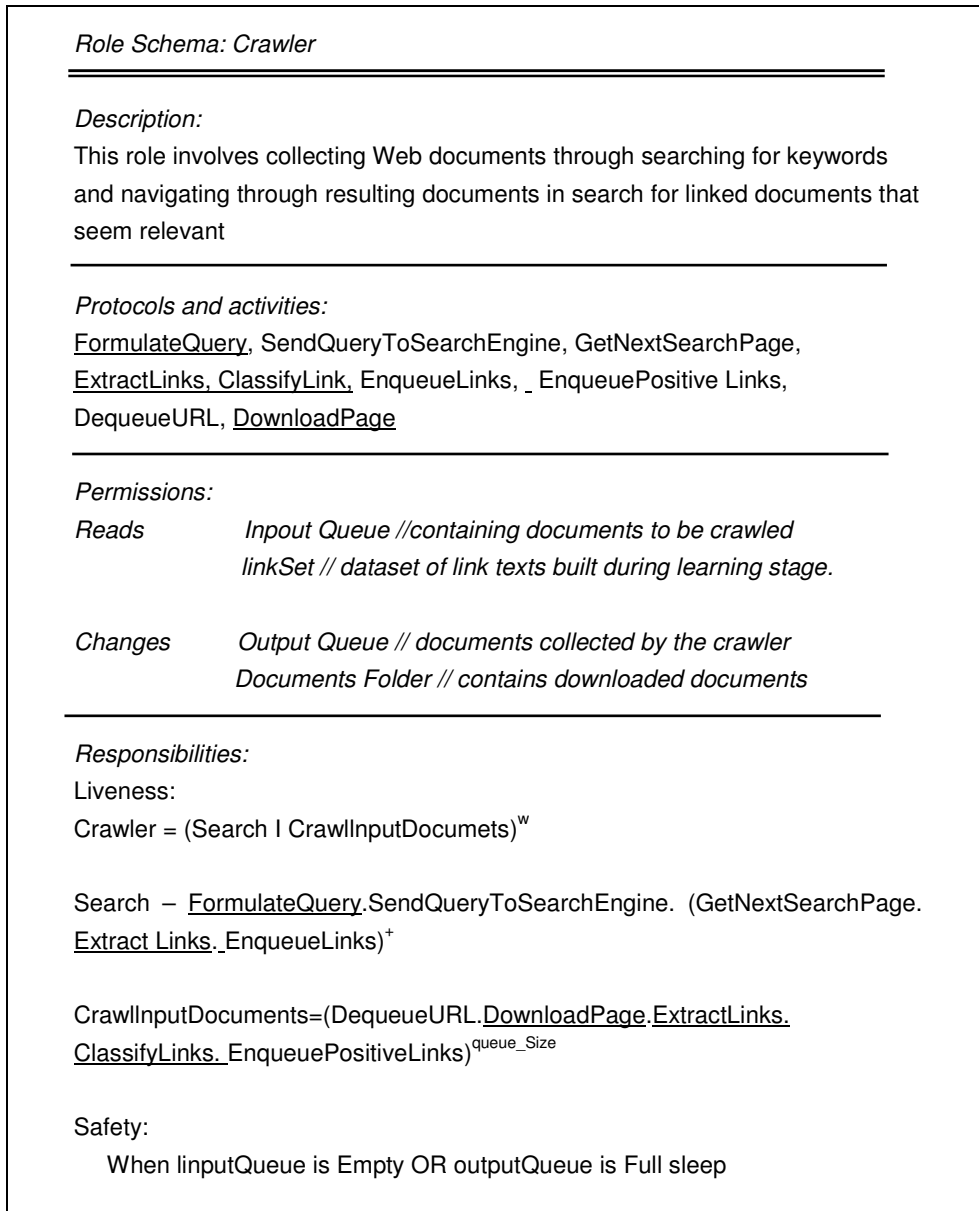 Role Schema: Crawler
Description:
This role involves collecting Web documents through searching for keywords
and navigating through resulting documents in search for linked documents that
seem relevant
Protocols and activities:
FormulateQuery, SendQueryToSearchEngine, GetNextSearchPage,
ExtractLinks, ClassifyLink, EnqueueLinks, _ EnqueuePositive Links,
DequeueURL, DownloadPage
Permissions:
Reads Inpout Queue //containing documents to be crawled
linkSet // dataset of link texts built during learning stage.
Changes Output Queue // documents collected by the crawler
Documents Folder // contains downloaded documents
Responsibilities:
Liveness:
Crawler = (Search I CrawlInputDocumets)^w
Search – FormulateQuery.SendQueryToSearchEngine. (GetNextSearchPage.
Extract Links. EnqueueLinks)^+
CrawlInputDocuments=(DequeueURL.DownloadPage.ExtractLinks.
ClassifyLinks. EnqueuePositiveLinks)^queue_Size
Safety:
When linputQueue is Empty OR outputQueue is Full sleep